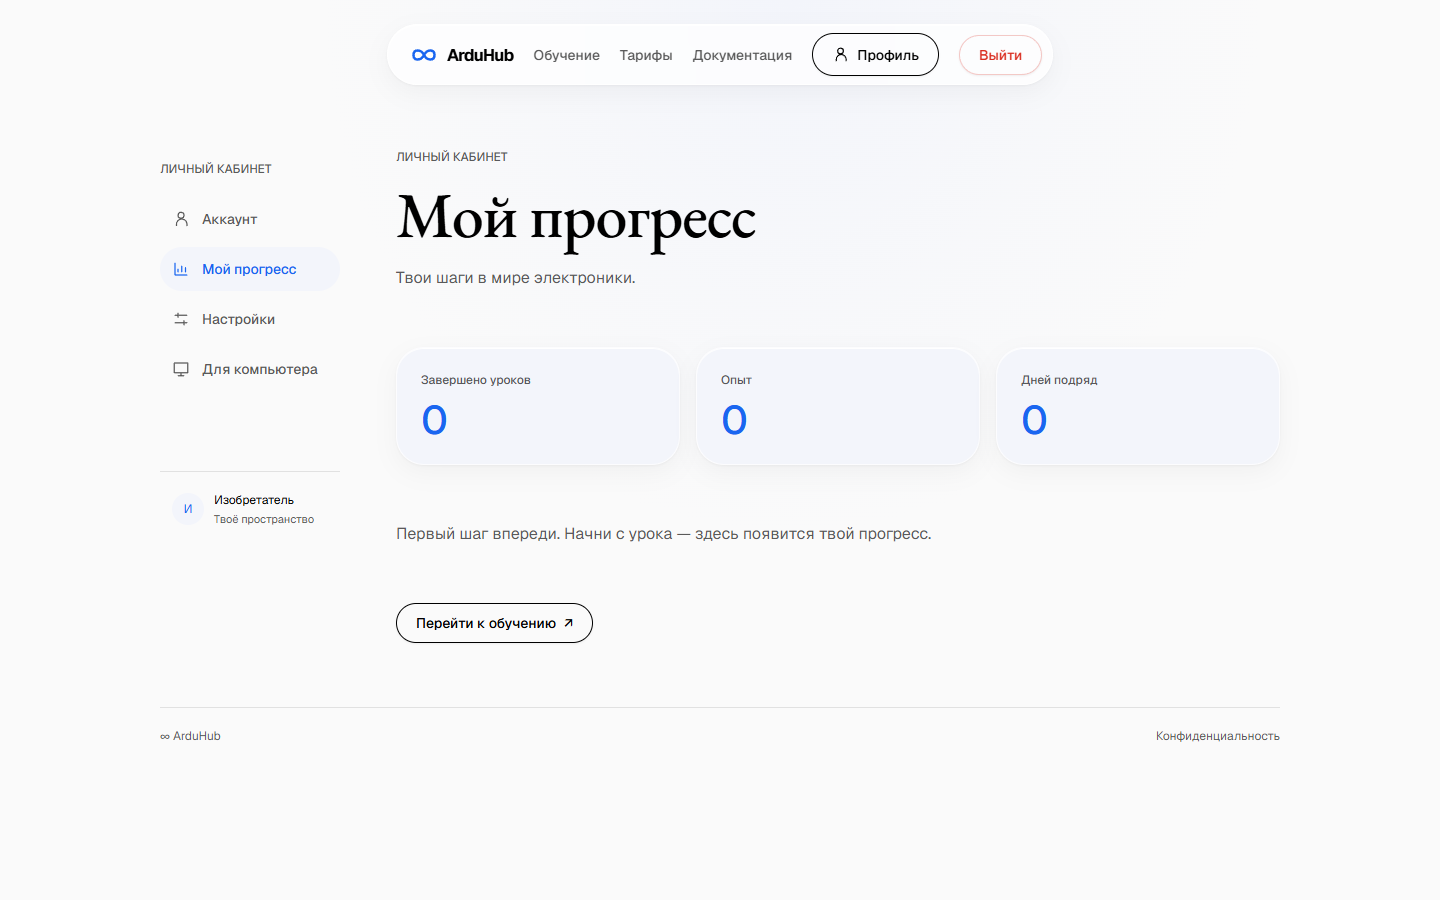 ArduHub Обучение Тарифы Документация Профиль Выйти
ЛИЧНЫЙ КАБИНЕТ
Аккаунт
Мой прогресс
Настройки
Для компьютера
И
Изобретатель
Твоё пространство
ЛИЧНЫЙ КАБИНЕТ
Мой прогресс
Твои шаги в мире электроники.
Завершено уроков
0
Опыт
0
Дней подряд
0
Первый шаг впереди. Начни с урока — здесь появится твой прогресс.
Перейти к обучению ↗
∞ ArduHub
Конфиденциальность